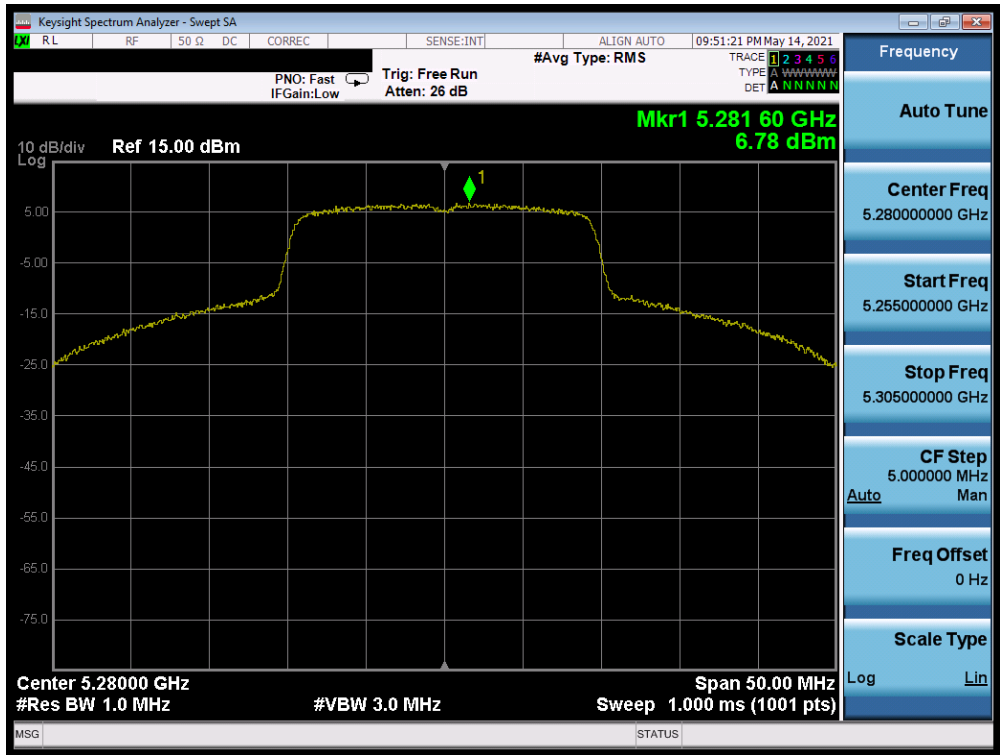 Keysight Spectrum Analyzer - Swept SA
LXI RL RF 50 Ω DC CORREC SENSE:INT ALIGN AUTO 09:51:21 PM May 14, 2021
#Avg Type: RMS TRACE 1 2 3 4 5 6
PNO: Fast Trig: Free Run TYPE A WWWWW
IFGain:Low Atten: 26 dB DET A N N N N N
Mkr1 5.281 60 GHz
6.78 dBm
10 dB/div Ref 15.00 dBm
Log
1
5.00
-5.00
-15.0
-25.0
-35.0
-45.0
-55.0
-65.0
-75.0
Center 5.28000 GHz Span 50.00 MHz
#Res BW 1.0 MHz #VBW 3.0 MHz Sweep 1.000 ms (1001 pts)
MSG STATUS
Frequency
Auto Tune
Center Freq
5.280000000 GHz
Start Freq
5.255000000 GHz
Stop Freq
5.305000000 GHz
CF Step
5.000000 MHz
Auto Man
Freq Offset
0 Hz
Scale Type
Log Lin